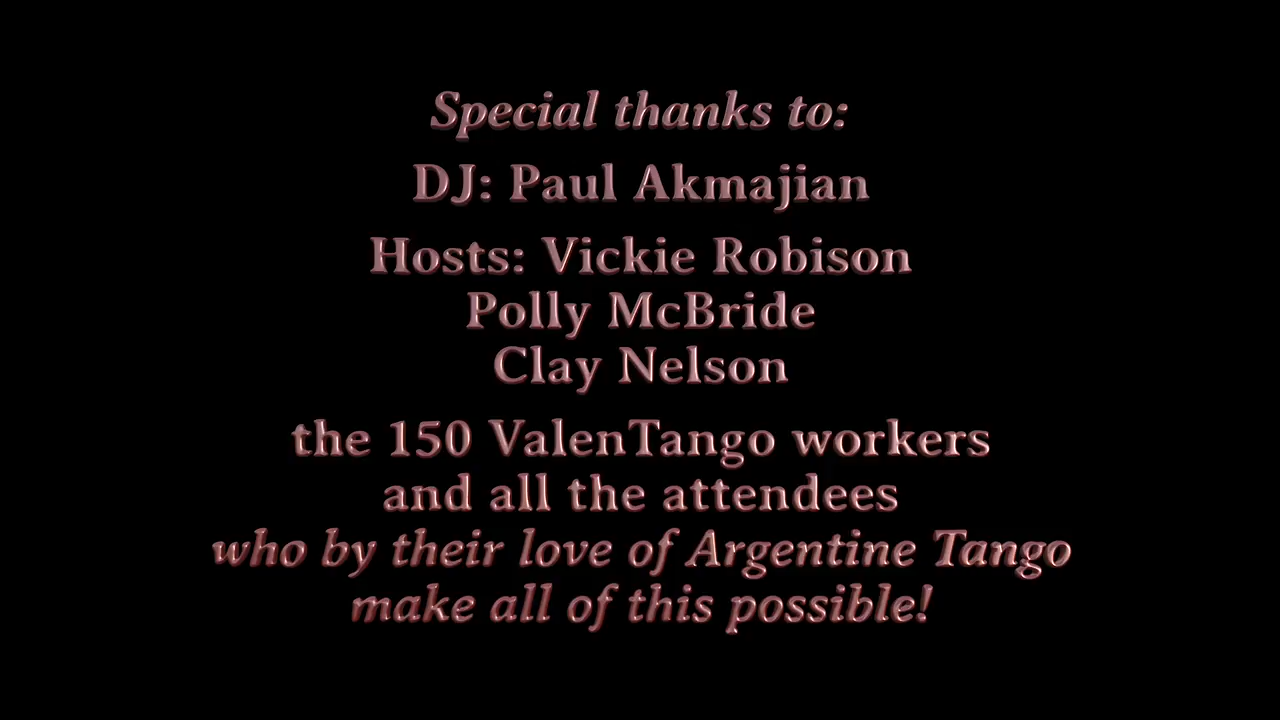 Special thanks to:
DJ: Paul Akmajian
Hosts: Vickie Robison
Polly McBride
Clay Nelson
the 150 ValenTango workers
and all the attendees
who by their love of Argentine Tango
make all of this possible!